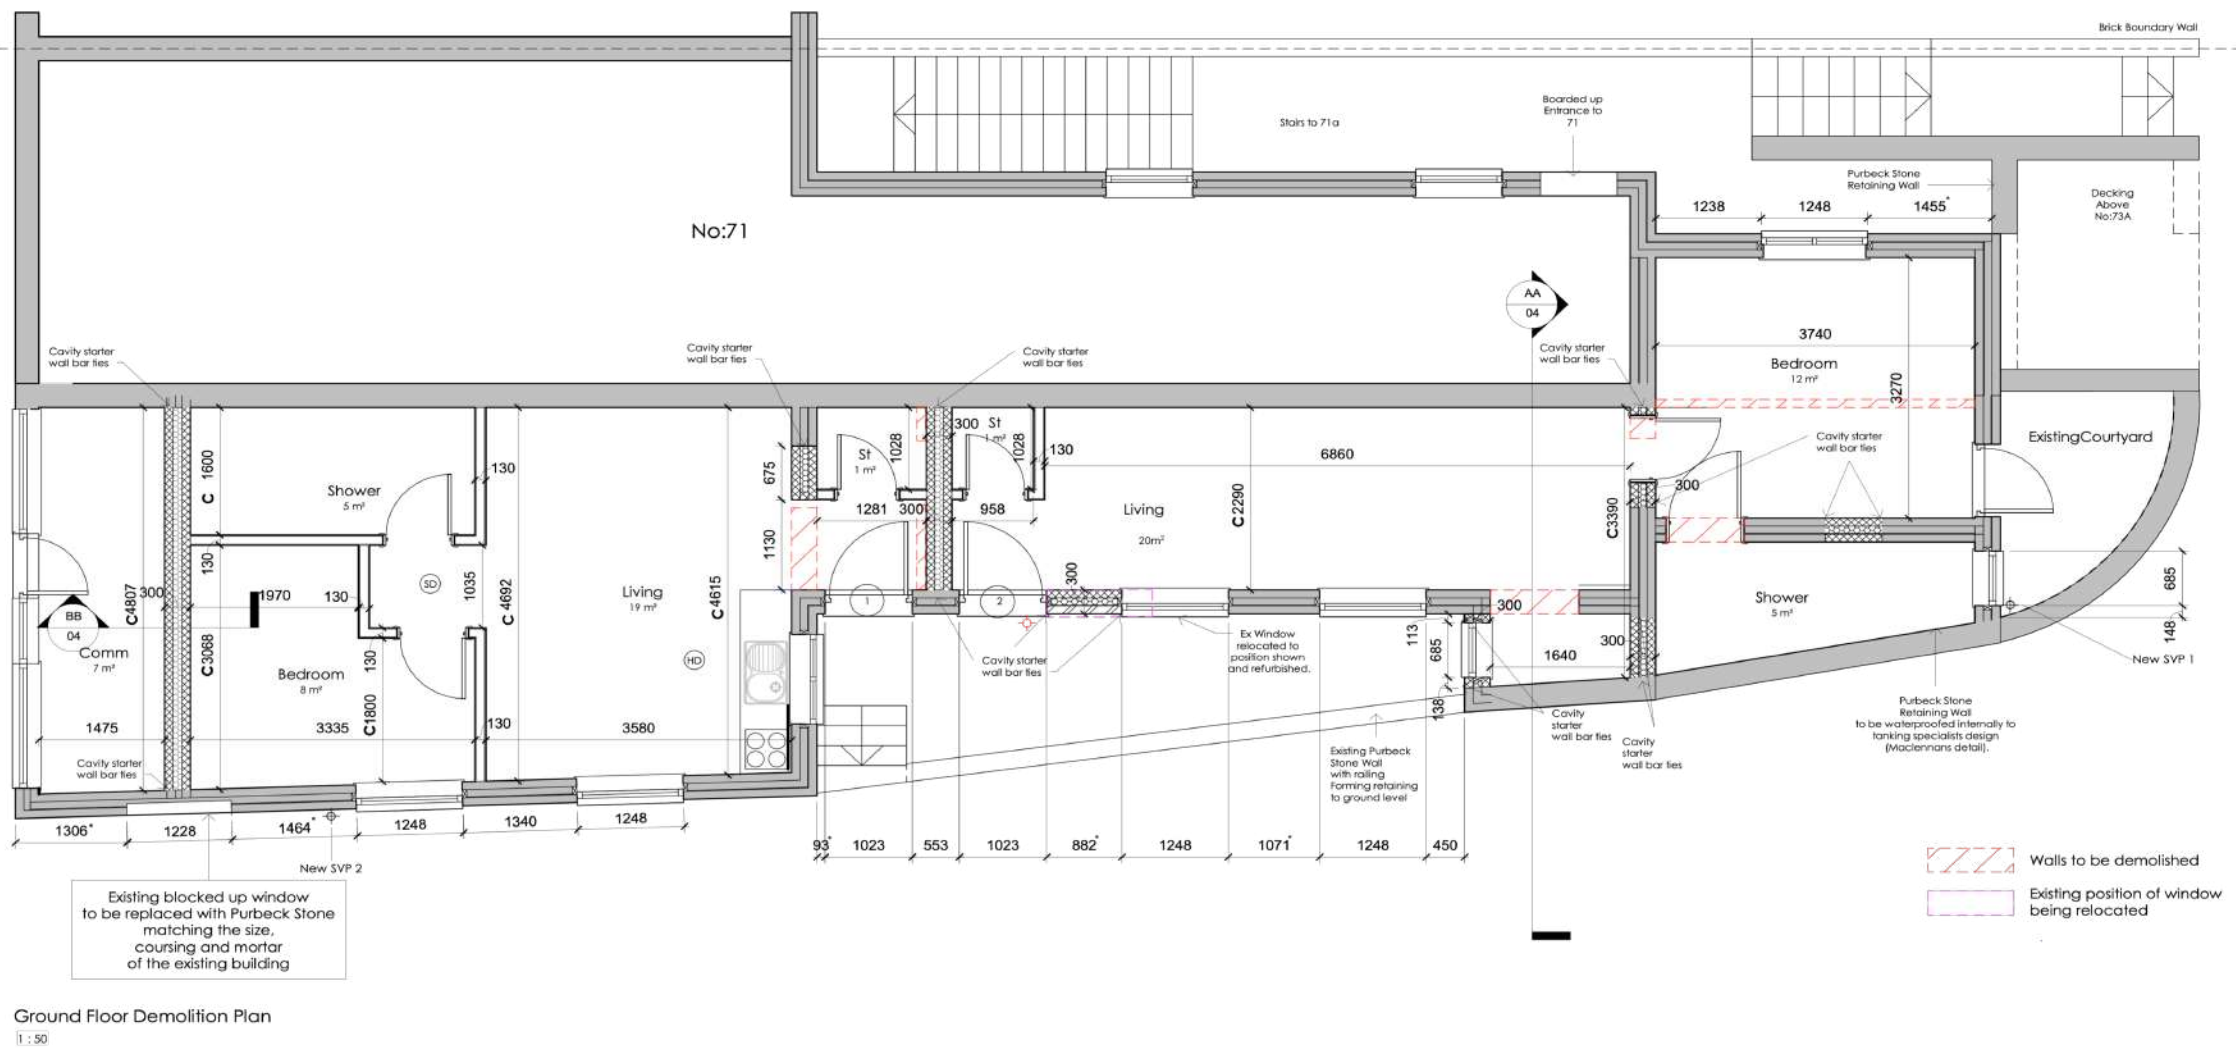 Brick Boundary Wall
Boarded up
Entrance to
71
Stairs to 71a
Purbeck Stone
Retaining Wall
Decking
Above
No:73A
1238
1248
1455*
No:71
AA
04
Cavity starter
wall bar ties
Cavity starter
wall bar ties
Cavity starter
wall bar ties
Cavity starter
wall bar ties
3740
Bedroom
12 m²
3270
ExistingCourtyard
Cavity starter
wall bar ties
C 1600
Shower
5 m²
130
675
St
1 m²
1028
300
St
1 m²
1028
130
6860
C2290
C3390
300
1281
300
958
Living
20m²
1130
C4807
300
130
1970
130
SD
1035
C 4692
Living
19 m²
C4615
1
2
300
300
Shower
5 m²
685
148
New SVP 1
BB
04
Comm
7 m²
C3068
Bedroom
8 m²
130
C1800
HD
Cavity starter
wall bar ties
Ex Window
relocated to
position shown
and refurbished.
113
685
138
300
1640
1475
3335
130
3580
Cavity starter
wall bar ties
Existing Purbeck
Stone Wall
with railing
Forming retaining
to ground level
Cavity
starter
wall bar ties
Cavity
starter
wall bar ties
Purbeck Stone
Retaining Wall
to be waterproofed internally to
tanking specialists design
(Maclennans detail).
1306*
1228
1464*
1248
1340
1248
93*
1023
553
1023
882*
1248
1071*
1248
450
New SVP 2
Existing blocked up window
to be replaced with Purbeck Stone
matching the size,
coursing and mortar
of the existing building
Walls to be demolished
Existing position of window
being relocated
Ground Floor Demolition Plan
1 : 50